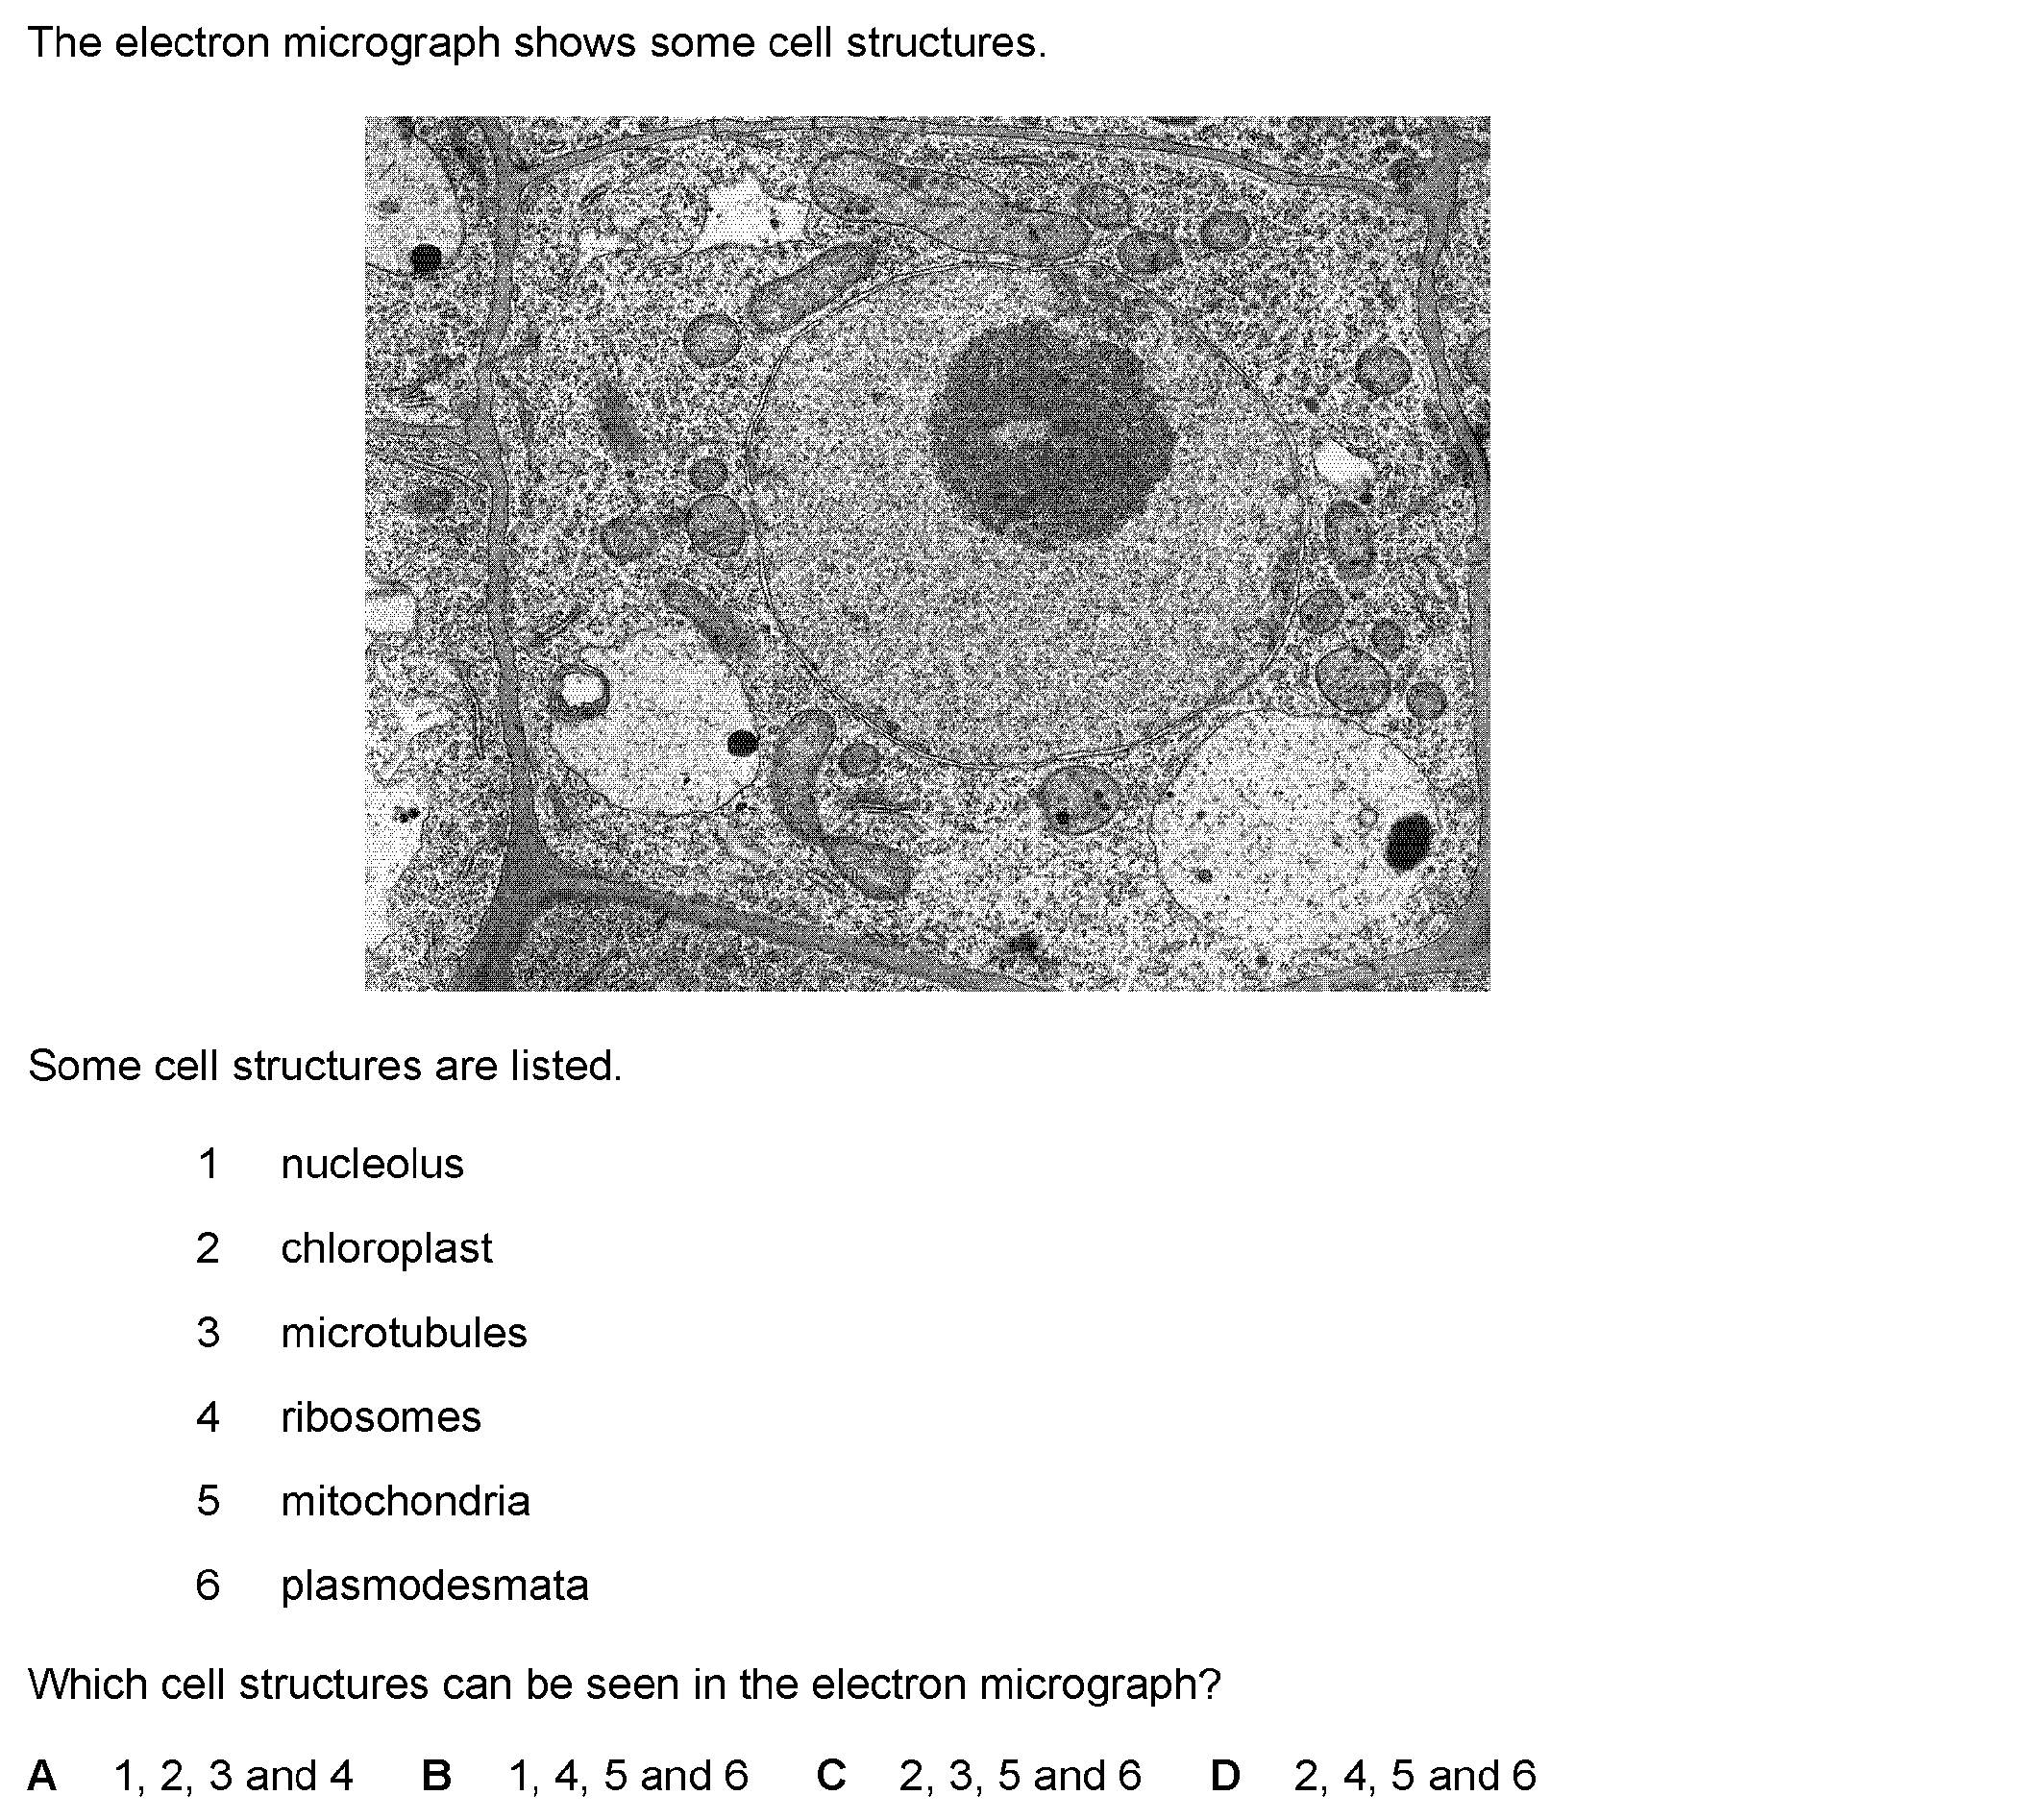 The electron micrograph shows some cell structures.
Some cell structures are listed.
1 nucleolus
2 chloroplast
3 microtubules
4 ribosomes
5 mitochondria
6 plasmodesmata
Which cell structures can be seen in the electron micrograph?
A 1, 2, 3 and 4 B 1, 4, 5 and 6 C 2, 3, 5 and 6 D 2, 4, 5 and 6